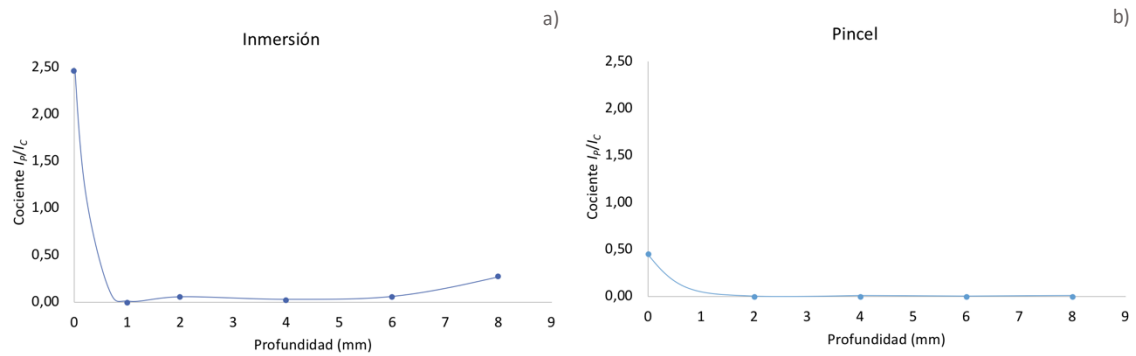 a)
Inmersión
2,50
2,00
1,50
1,00
0,50
0,00
Cociente IP/IC
0 1 2 3 4 5 6 7 8 9
Profundidad (mm)
b)
Pincel
2,50
2,00
1,50
1,00
0,50
0,00
Cociente IP/IC
0 1 2 3 4 5 6 7 8 9
Profundidad (mm)